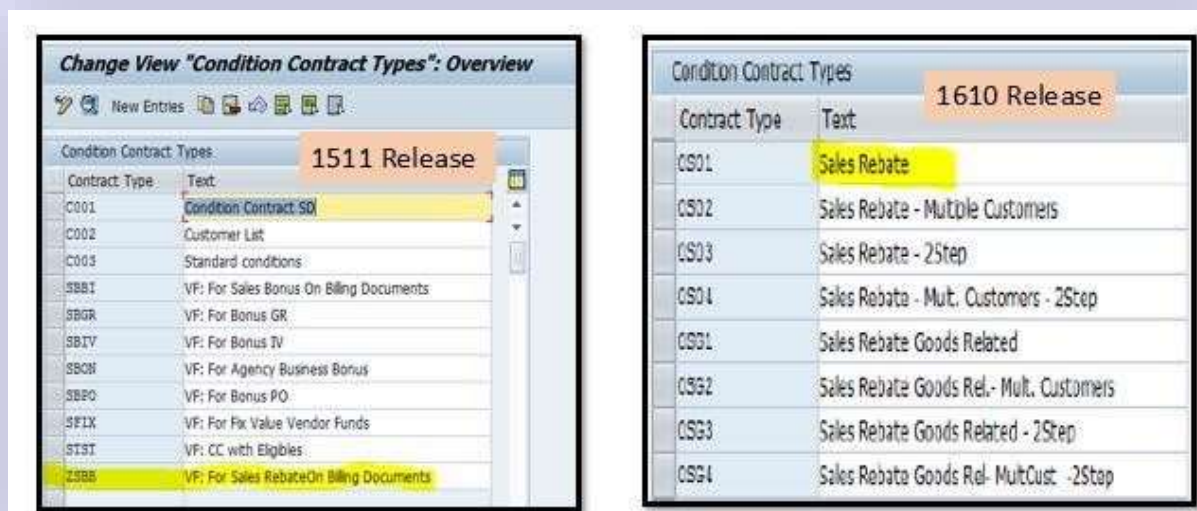 Change View "Condition Contract Types": Overview
New Entries
Condition Contract Types
1511 Release
Contract Type Text
C001 Condition Contract SD
C002 Customer List
C003 Standard conditions
SBBI VF: For Sales Bonus On Billing Documents
SBGR VF: For Bonus GR
SBIV VF: For Bonus IV
SBON VF: For Agency Business Bonus
SBPO VF: For Bonus PO
SFIX VF: For Fix Value Vendor Funds
VF: CC with Eligibles
ZSBB VF: For Sales RebateOn Billing Documents
Condition Contract Types
1610 Release
Contract Type Text
CS01 Sales Rebate
CS02 Sales Rebate - Multiple Customers
CS03 Sales Rebate - 2Step
CS04 Sales Rebate - Mult. Customers - 2Step
CSG1 Sales Rebate Goods Related
CSG2 Sales Rebate Goods Rel.- Mult. Customers
CSG3 Sales Rebate Goods Related - 2Step
CSG4 Sales Rebate Goods Rel- MultCust -2Step